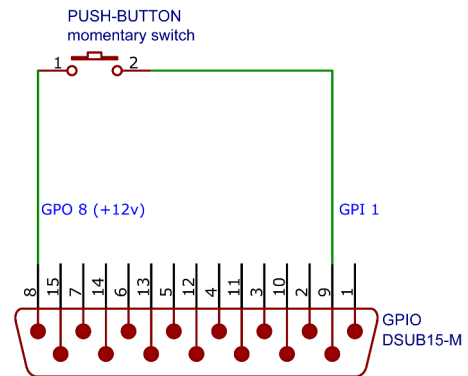 PUSH-BUTTON
momentary switch
1 2
GPO 8 (+12v) GPI 1
8 15 7 14 6 13 5 12 4 11 3 10 2 9 1
GPIO
DSUB15-M